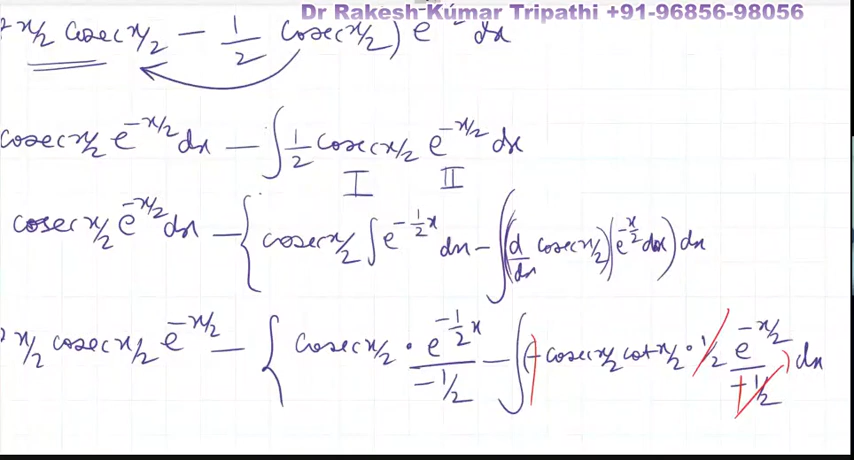 Dr Rakesh Kumar Tripathi +91-96856-98056
x/2 cosec x/2 - 1/2 cosec x/2 ) e dx
cosec x/2 e^{-x/2} dx - ∫ 1/2 cosec x/2 e^{-x/2} dx
I II
cosec x/2 e^{-x/2} dx - { cosec x/2 ∫ e^{-1/2 x} dx - ∫ ( ( d/dx cosec x/2 ) ∫ e^{-x/2} dx ) dx
x/2 cosec x/2 e^{-x/2} - { cosec x/2 · e^{-1/2 x} / -1/2 - ∫ ( - cosec x/2 cot x/2 · 1/2 e^{-x/2} / -1/2 ) dx